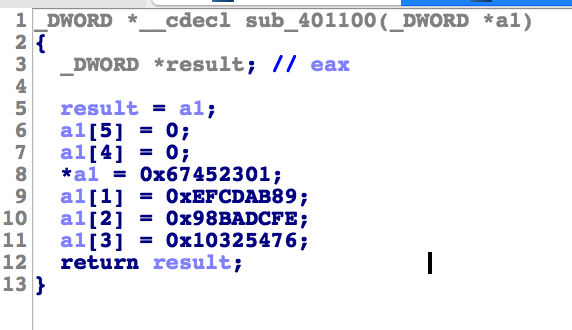 1 _DWORD *__cdecl sub_401100(_DWORD *a1)
2 {
3 _DWORD *result; // eax
4
5 result = a1;
6 a1[5] = 0;
7 a1[4] = 0;
8 *a1 = 0x67452301;
9 a1[1] = 0xEFCDAB89;
10 a1[2] = 0x98BADCFE;
11 a1[3] = 0x10325476;
12 return result;
13 }